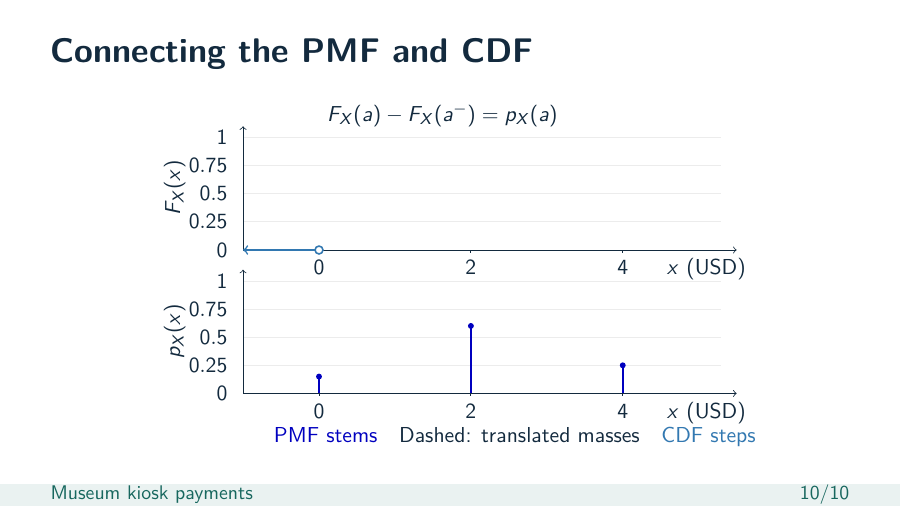 Connecting the PMF and CDF
F_X(a) − F_X(a⁻) = p_X(a)
F_X(x)
1
0.75
0.5
0.25
0
0 2 4 x (USD)
p_X(x)
1
0.75
0.5
0.25
0
0 2 4 x (USD)
PMF stems Dashed: translated masses CDF steps
Museum kiosk payments 10/10